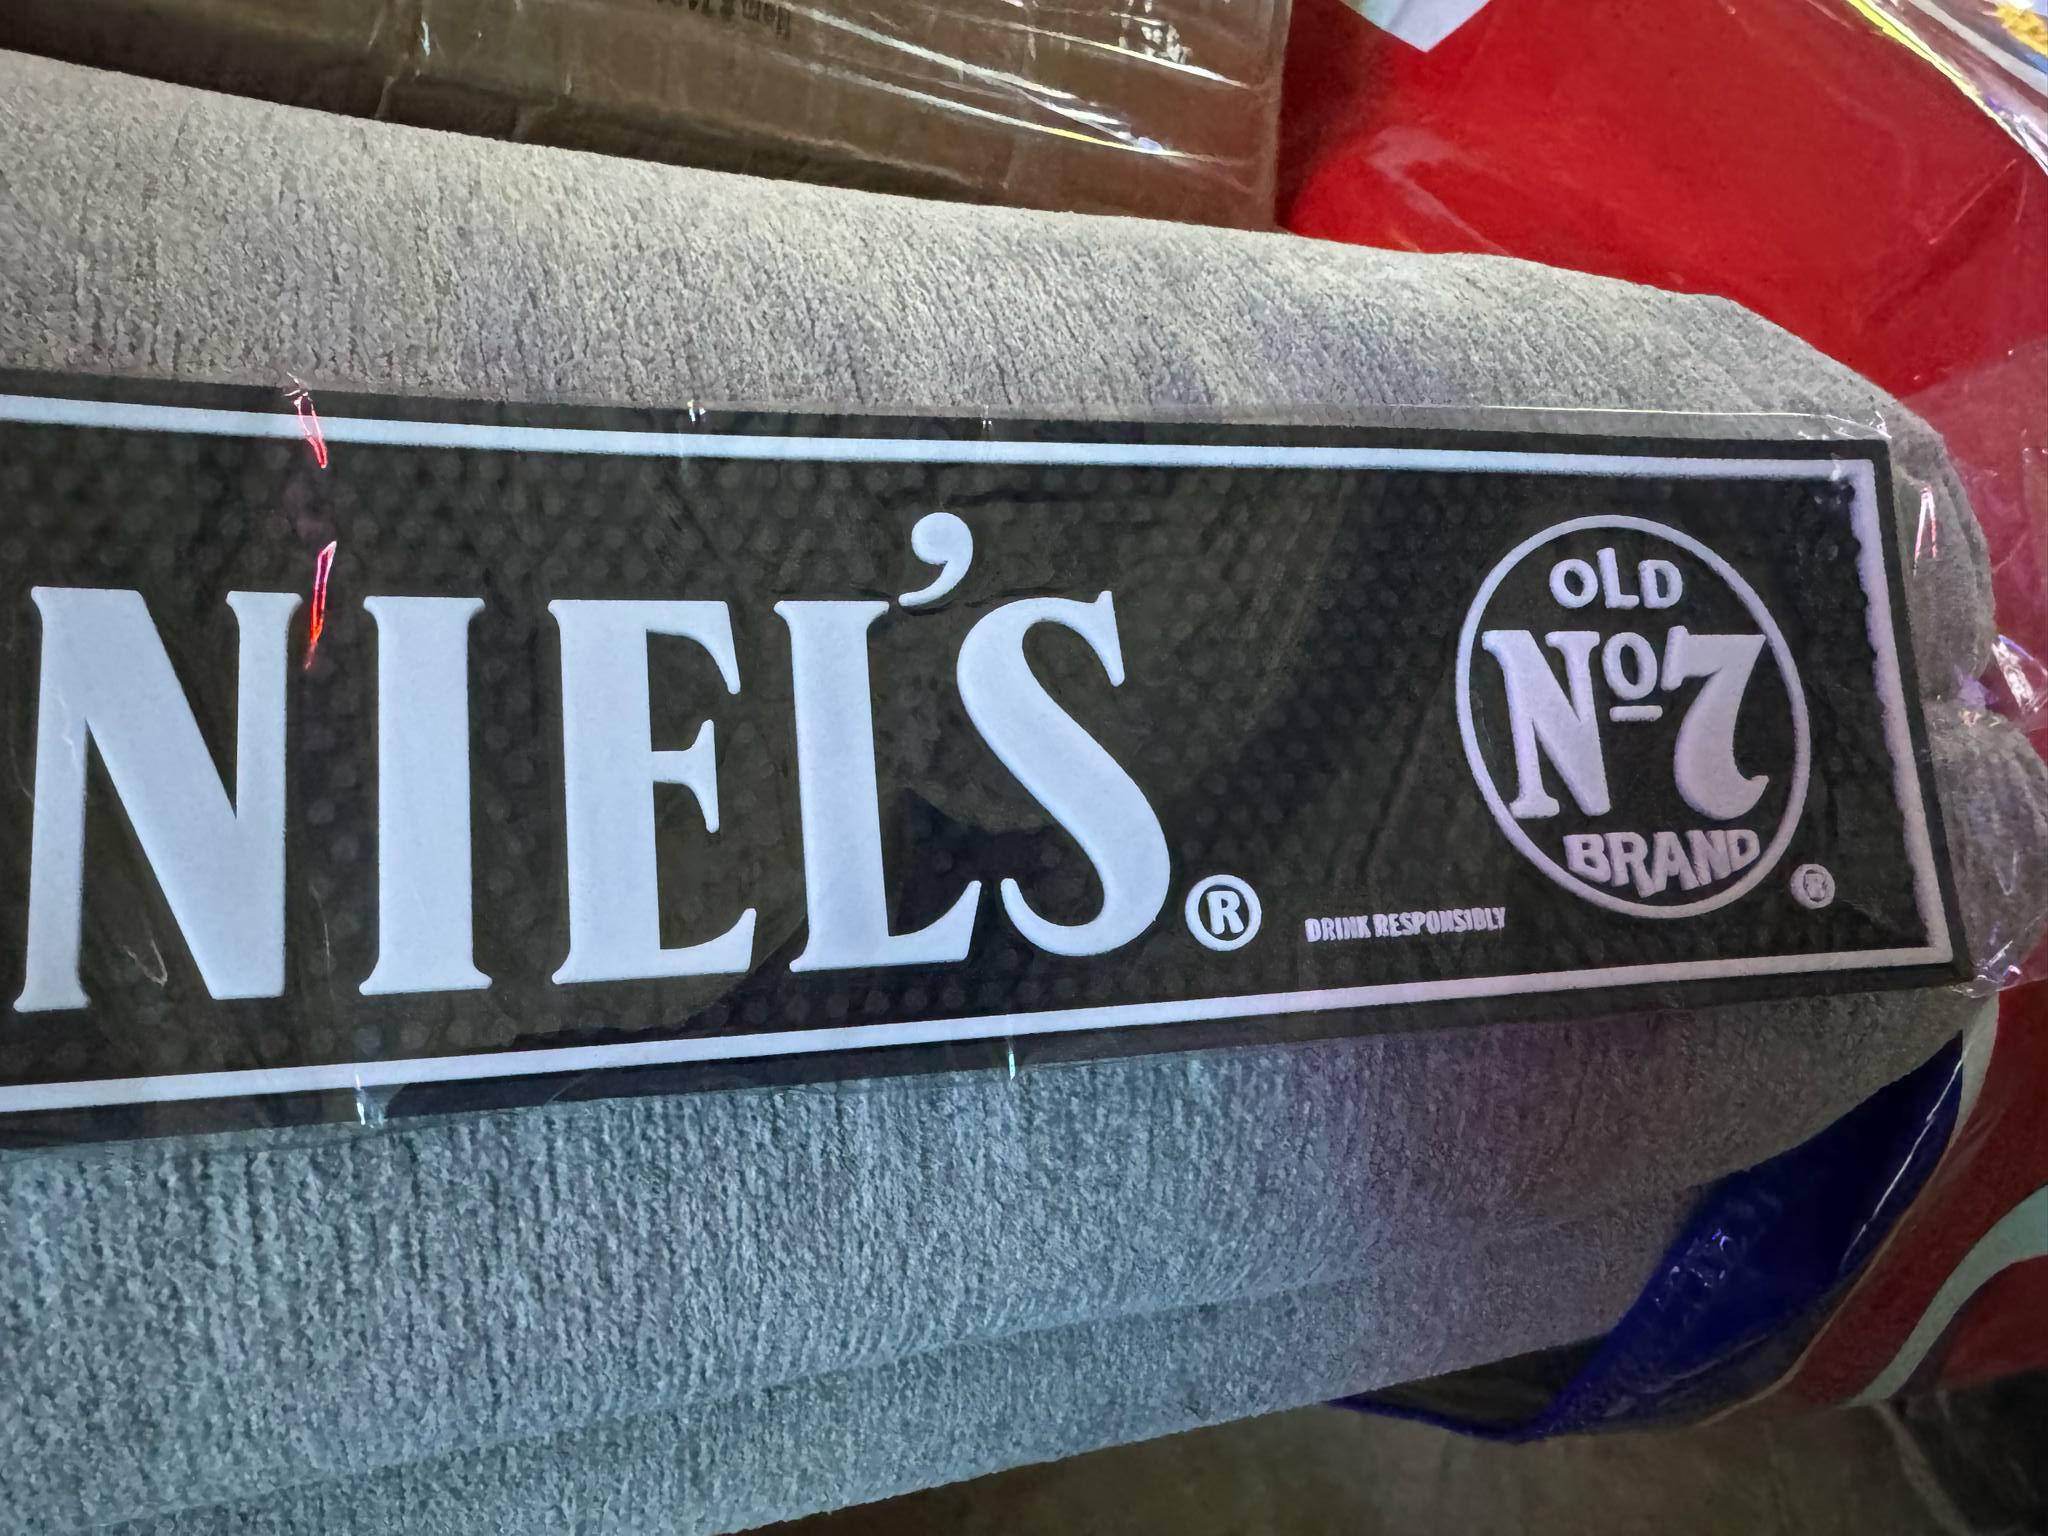 NIEL'S®
DRINK RESPONSIBLY
OLD
Nº7
BRAND
®